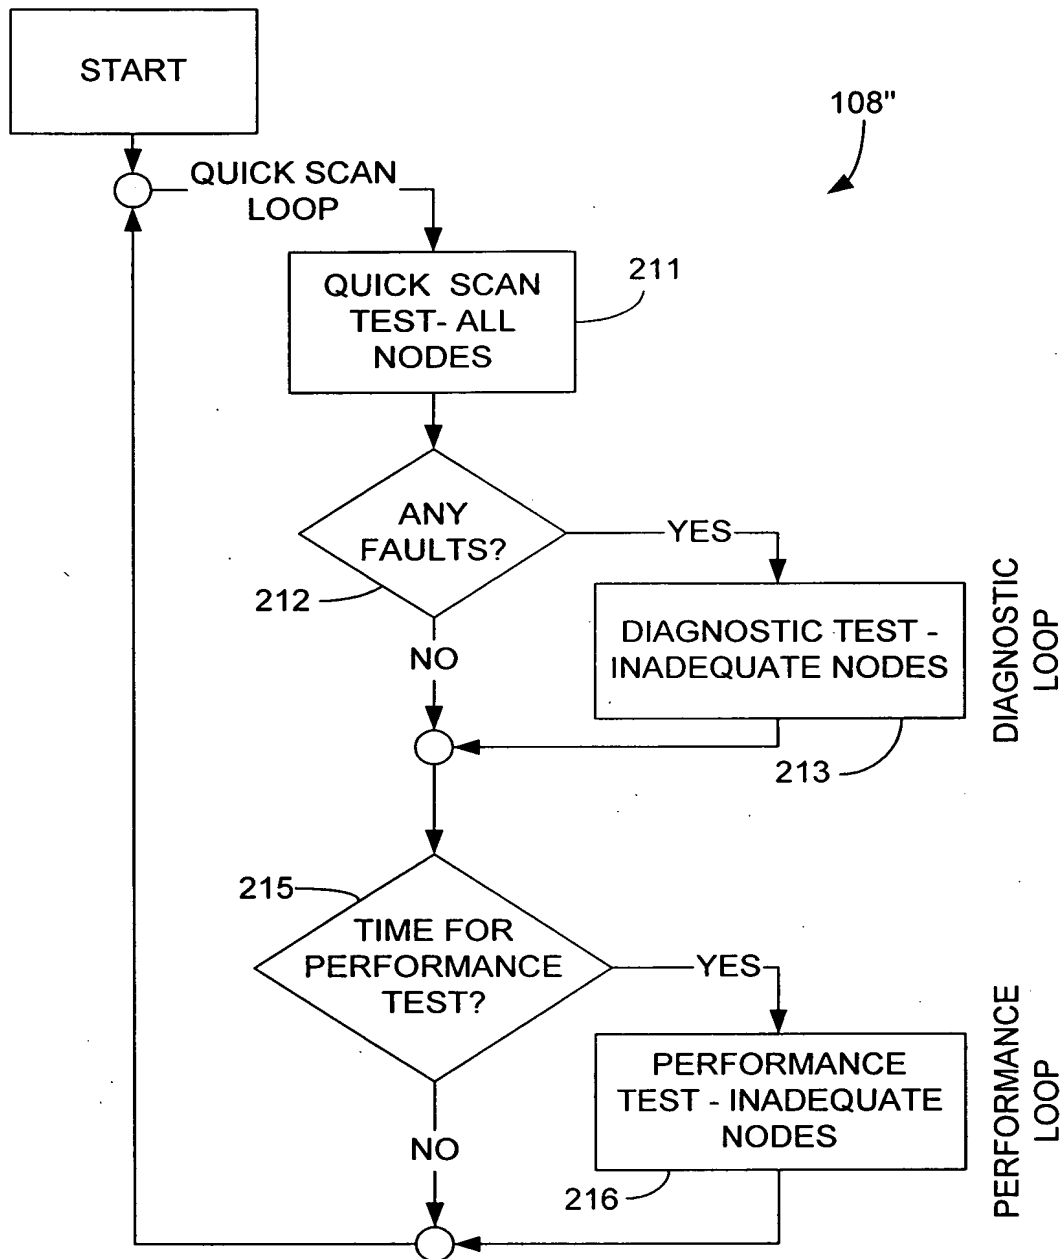 START
108"
QUICK SCAN
LOOP
QUICK SCAN
TEST- ALL
NODES
211
ANY
FAULTS?
212
YES
NO
DIAGNOSTIC TEST -
INADEQUATE NODES
213
DIAGNOSTIC
LOOP
215
TIME FOR
PERFORMANCE
TEST?
YES
NO
PERFORMANCE
TEST - INADEQUATE
NODES
216
PERFORMANCE
LOOP